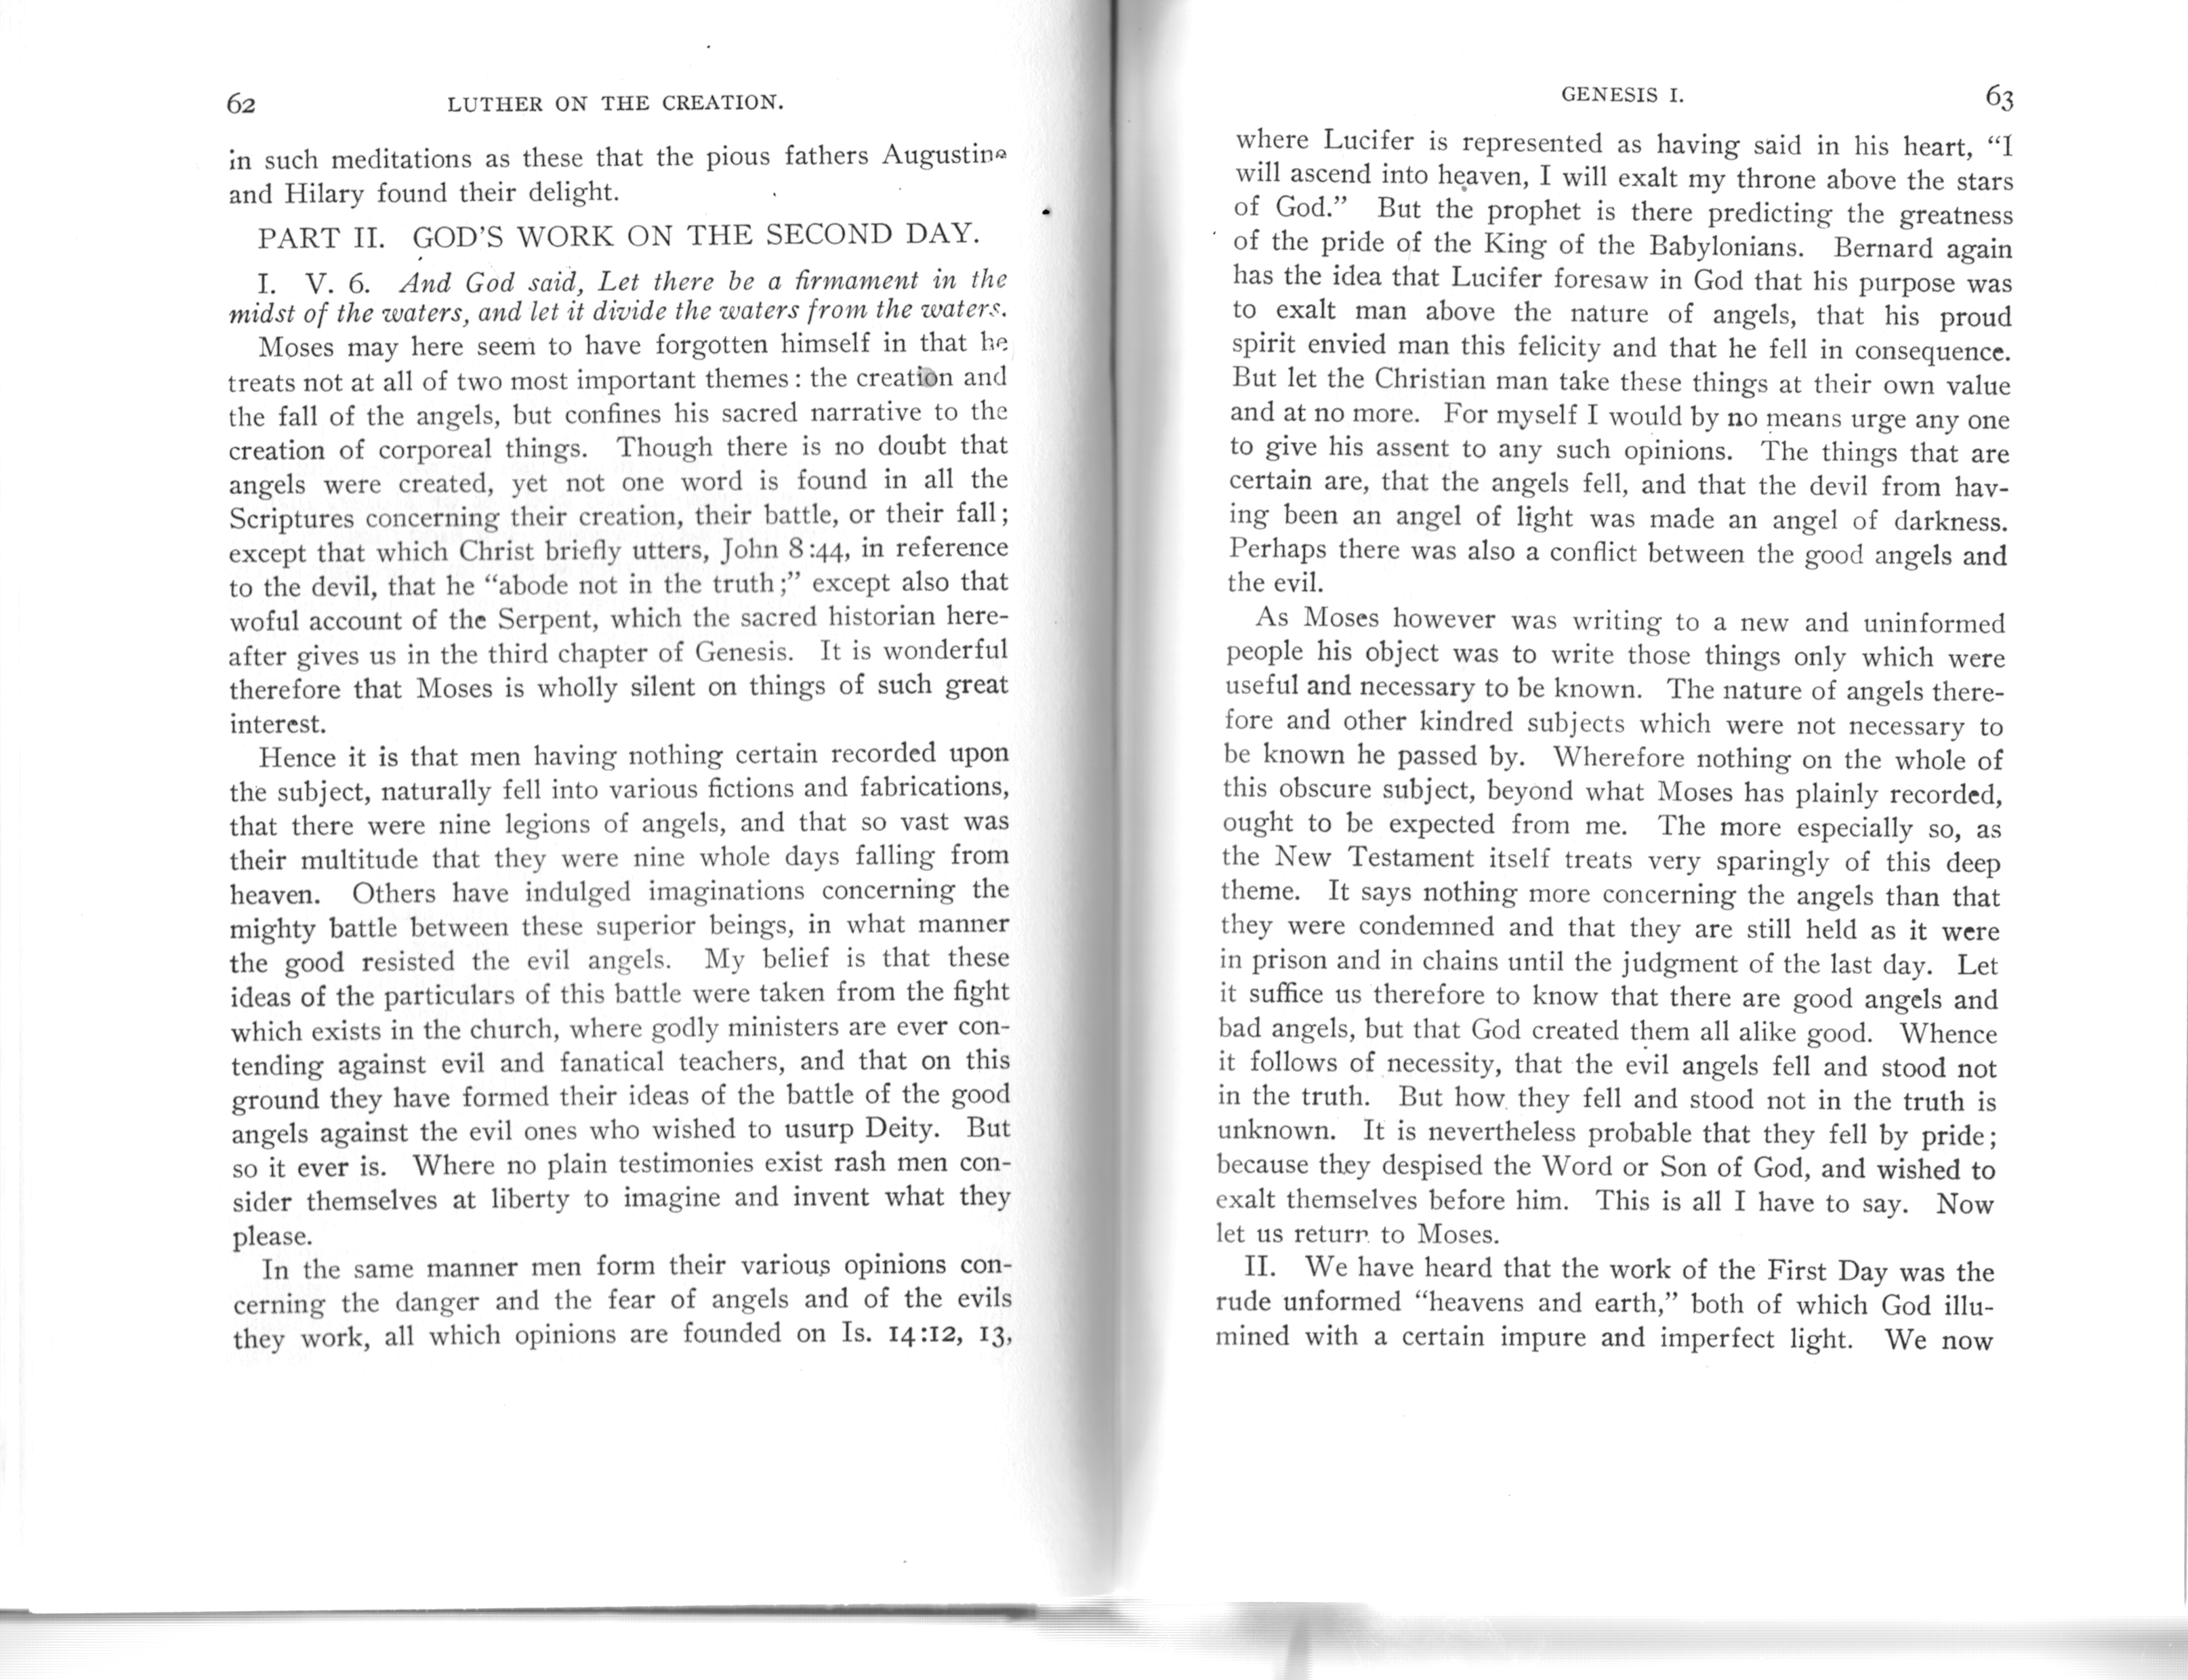 62 LUTHER ON THE CREATION.
in such meditations as these that the pious fathers Augustine
and Hilary found their delight.
PART II. GOD'S WORK ON THE SECOND DAY.
I. V. 6. And God said, Let there be a firmament in the
midst of the waters, and let it divide the waters from the waters.
Moses may here seem to have forgotten himself in that he
treats not at all of two most important themes: the creation and
the fall of the angels, but confines his sacred narrative to the
creation of corporeal things. Though there is no doubt that
angels were created, yet not one word is found in all the
Scriptures concerning their creation, their battle, or their fall;
except that which Christ briefly utters, John 8:44, in reference
to the devil, that he “abode not in the truth;” except also that
woful account of the Serpent, which the sacred historian here-
after gives us in the third chapter of Genesis. It is wonderful
therefore that Moses is wholly silent on things of such great
interest.
Hence it is that men having nothing certain recorded upon
the subject, naturally fell into various fictions and fabrications,
that there were nine legions of angels, and that so vast was
their multitude that they were nine whole days falling from
heaven. Others have indulged imaginations concerning the
mighty battle between these superior beings, in what manner
the good resisted the evil angels. My belief is that these
ideas of the particulars of this battle were taken from the fight
which exists in the church, where godly ministers are ever con-
tending against evil and fanatical teachers, and that on this
ground they have formed their ideas of the battle of the good
angels against the evil ones who wished to usurp Deity. But
so it ever is. Where no plain testimonies exist rash men con-
sider themselves at liberty to imagine and invent what they
please.
In the same manner men form their various opinions con-
cerning the danger and the fear of angels and of the evils
they work, all which opinions are founded on Is. 14:12, 13,
GENESIS I. 63
where Lucifer is represented as having said in his heart, “I
will ascend into heaven, I will exalt my throne above the stars
of God.” But the prophet is there predicting the greatness
of the pride of the King of the Babylonians. Bernard again
has the idea that Lucifer foresaw in God that his purpose was
to exalt man above the nature of angels, that his proud
spirit envied man this felicity and that he fell in consequence.
But let the Christian man take these things at their own value
and at no more. For myself I would by no means urge any one
to give his assent to any such opinions. The things that are
certain are, that the angels fell, and that the devil from hav-
ing been an angel of light was made an angel of darkness.
Perhaps there was also a conflict between the good angels and
the evil.
As Moses however was writing to a new and uninformed
people his object was to write those things only which were
useful and necessary to be known. The nature of angels there-
fore and other kindred subjects which were not necessary to
be known he passed by. Wherefore nothing on the whole of
this obscure subject, beyond what Moses has plainly recorded,
ought to be expected from me. The more especially so, as
the New Testament itself treats very sparingly of this deep
theme. It says nothing more concerning the angels than that
they were condemned and that they are still held as it were
in prison and in chains until the judgment of the last day. Let
it suffice us therefore to know that there are good angels and
bad angels, but that God created them all alike good. Whence
it follows of necessity, that the evil angels fell and stood not
in the truth. But how they fell and stood not in the truth is
unknown. It is nevertheless probable that they fell by pride;
because they despised the Word or Son of God, and wished to
exalt themselves before him. This is all I have to say. Now
let us return to Moses.
II. We have heard that the work of the First Day was the
rude unformed “heavens and earth,” both of which God illu-
mined with a certain impure and imperfect light. We now